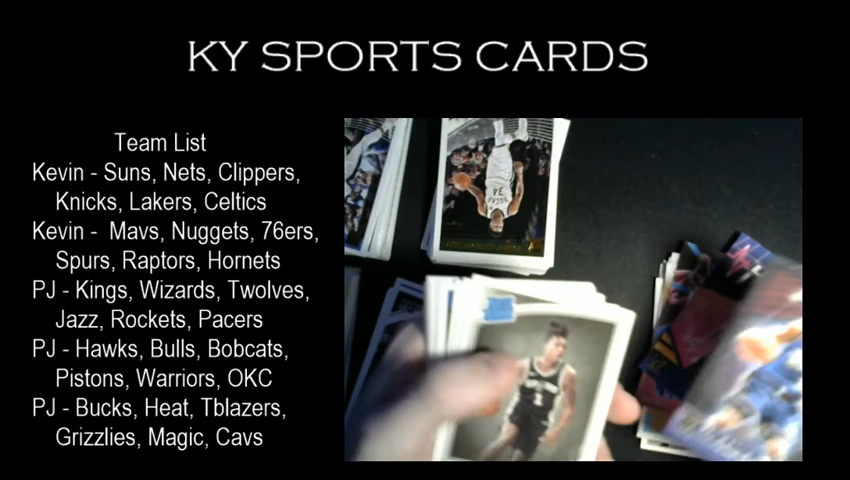 KY SPORTS CARDS
Team List
Kevin - Suns, Nets, Clippers,
Knicks, Lakers, Celtics
Kevin - Mavs, Nuggets, 76ers,
Spurs, Raptors, Hornets
PJ - Kings, Wizards, Twolves,
Jazz, Rockets, Pacers
PJ - Hawks, Bulls, Bobcats,
Pistons, Warriors, OKC
PJ - Bucks, Heat, Tblazers,
Grizzlies, Magic, Cavs
34
1